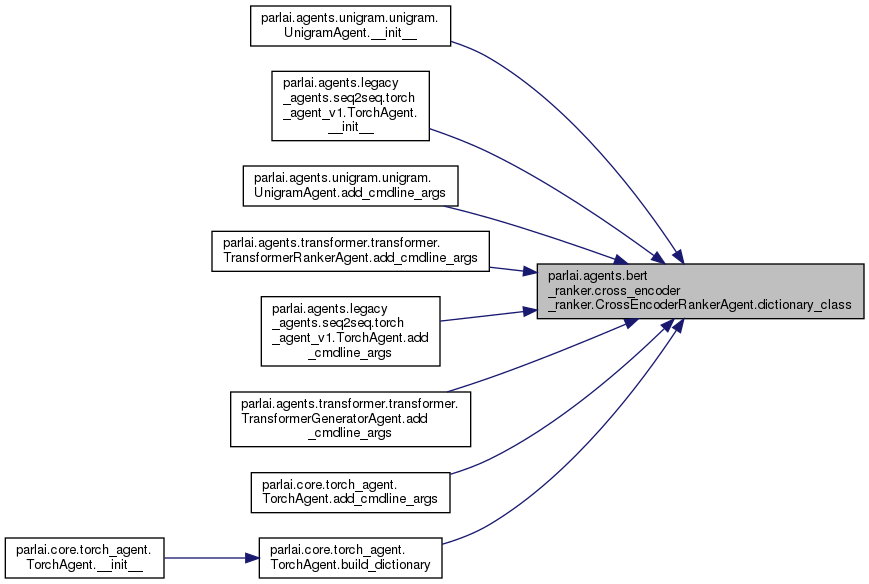 parlai.agents.unigram.unigram.
UnigramAgent.__init__
parlai.agents.legacy
_agents.seq2seq.torch
_agent_v1.TorchAgent.
__init__
parlai.agents.unigram.unigram.
UnigramAgent.add_cmdline_args
parlai.agents.transformer.transformer.
TransformerRankerAgent.add_cmdline_args
parlai.agents.bert
_ranker.cross_encoder
_ranker.CrossEncoderRankerAgent.dictionary_class
parlai.agents.legacy
_agents.seq2seq.torch
_agent_v1.TorchAgent.add
_cmdline_args
parlai.agents.transformer.transformer.
TransformerGeneratorAgent.add
_cmdline_args
parlai.core.torch_agent.
TorchAgent.add_cmdline_args
parlai.core.torch_agent.
TorchAgent.__init__
parlai.core.torch_agent.
TorchAgent.build_dictionary